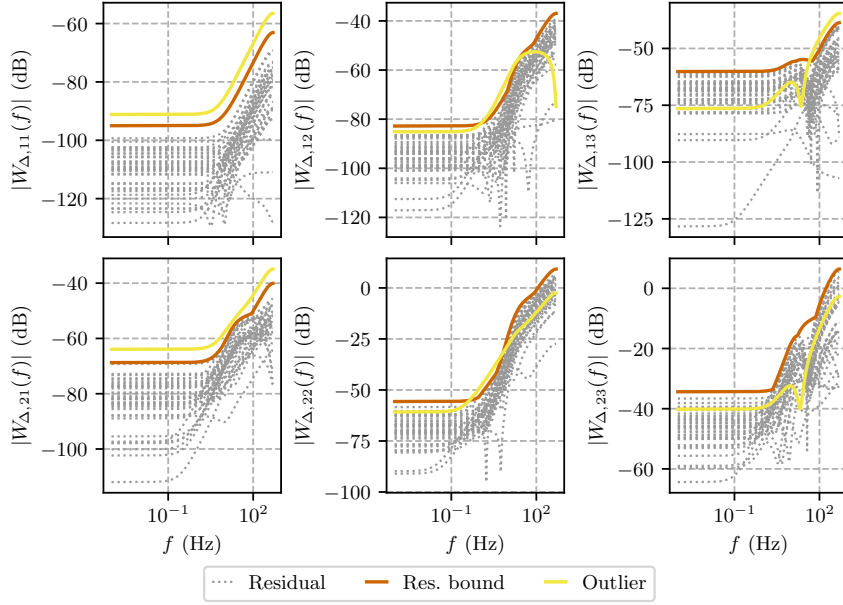 |W_{Δ,11}(f)| (dB)
−60
−80
−100
−120
|W_{Δ,12}(f)| (dB)
−40
−60
−80
−100
−120
|W_{Δ,13}(f)| (dB)
−50
−75
−100
−125
|W_{Δ,21}(f)| (dB)
−40
−60
−80
−100
10^{−1} 10^{2}
f (Hz)
|W_{Δ,22}(f)| (dB)
0
−25
−50
−75
−100
10^{−1} 10^{2}
f (Hz)
|W_{Δ,23}(f)| (dB)
0
−20
−40
−60
10^{−1} 10^{2}
f (Hz)
Residual Res. bound Outlier